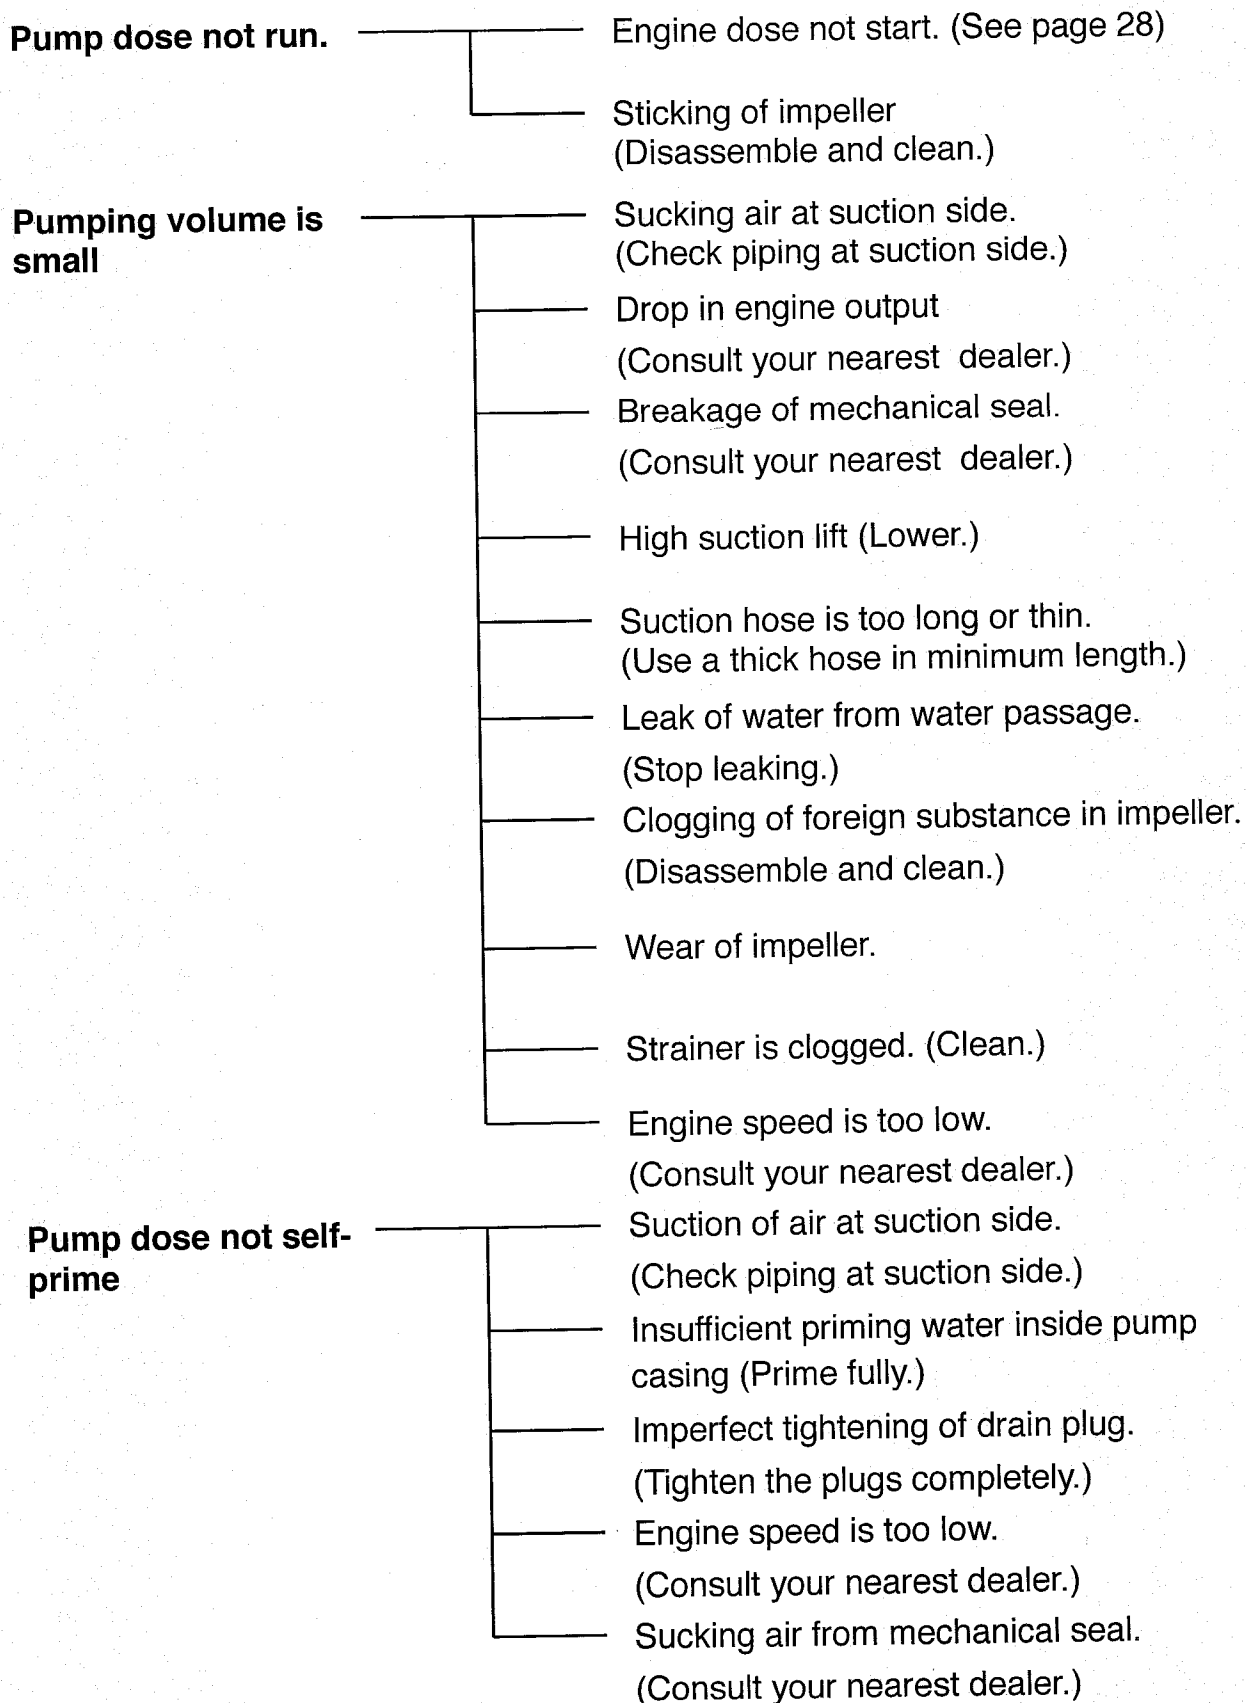 Pump dose not run.
Engine dose not start. (See page 28)
Sticking of impeller
(Disassemble and clean.)
Pumping volume is
small
Sucking air at suction side.
(Check piping at suction side.)
Drop in engine output
(Consult your nearest dealer.)
Breakage of mechanical seal.
(Consult your nearest dealer.)
High suction lift (Lower.)
Suction hose is too long or thin.
(Use a thick hose in minimum length.)
Leak of water from water passage.
(Stop leaking.)
Clogging of foreign substance in impeller.
(Disassemble and clean.)
Wear of impeller.
Strainer is clogged. (Clean.)
Engine speed is too low.
(Consult your nearest dealer.)
Pump dose not self-
prime
Suction of air at suction side.
(Check piping at suction side.)
Insufficient priming water inside pump
casing (Prime fully.)
Imperfect tightening of drain plug.
(Tighten the plugs completely.)
Engine speed is too low.
(Consult your nearest dealer.)
Sucking air from mechanical seal.
(Consult your nearest dealer.)